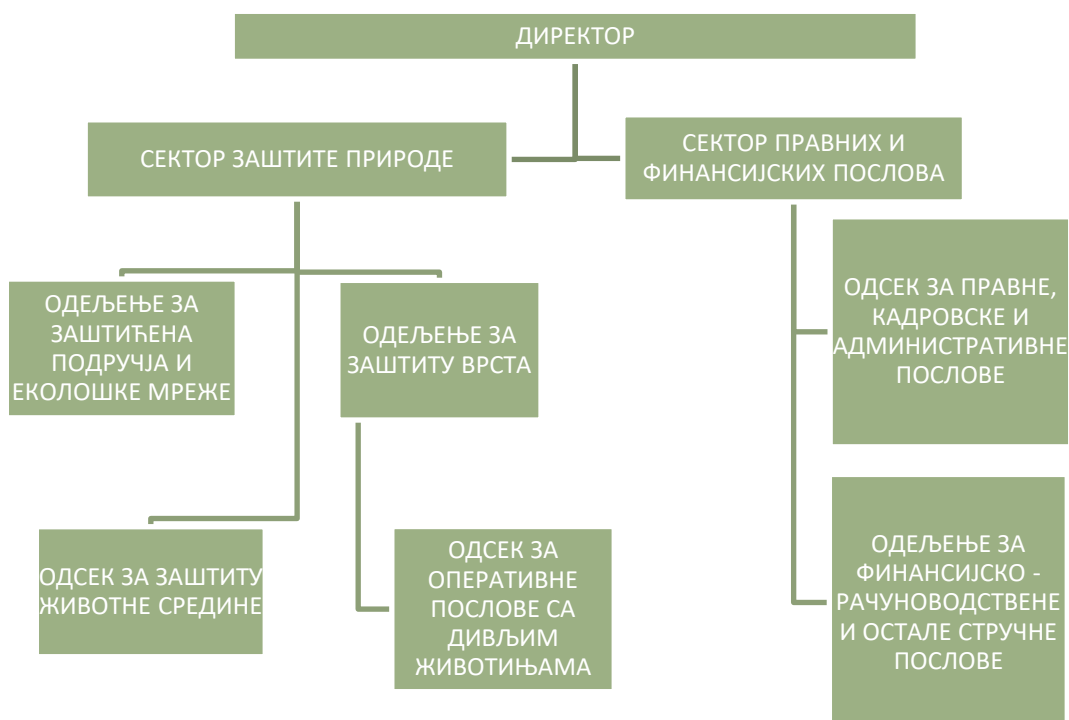 ДИРЕКТОР
СЕКТОР ЗАШТИТЕ ПРИРОДЕ
СЕКТОР ПРАВНИХ И
ФИНАНСИЈСКИХ ПОСЛОВА
ОДЕЉЕЊЕ ЗА
ЗАШТИЋЕНА
ПОДРУЧЈА И
ЕКОЛОШКЕ МРЕЖЕ
ОДЕЉЕЊЕ ЗА
ЗАШТИТУ ВРСТА
ОДСЕК ЗА ПРАВНЕ,
КАДРОВСКЕ И
АДМИНИСТРАТИВНЕ
ПОСЛОВЕ
ОДСЕК ЗА ЗАШТИТУ
ЖИВОТНЕ СРЕДИНЕ
ОДСЕК ЗА
ОПЕРАТИВНЕ
ПОСЛОВЕ СА
ДИВЉИМ
ЖИВОТИЊАМА
ОДЕЉЕЊЕ ЗА
ФИНАНСИЈСКО -
РАЧУНОВОДСТВЕНЕ
И ОСТАЛЕ СТРУЧНЕ
ПОСЛОВЕ